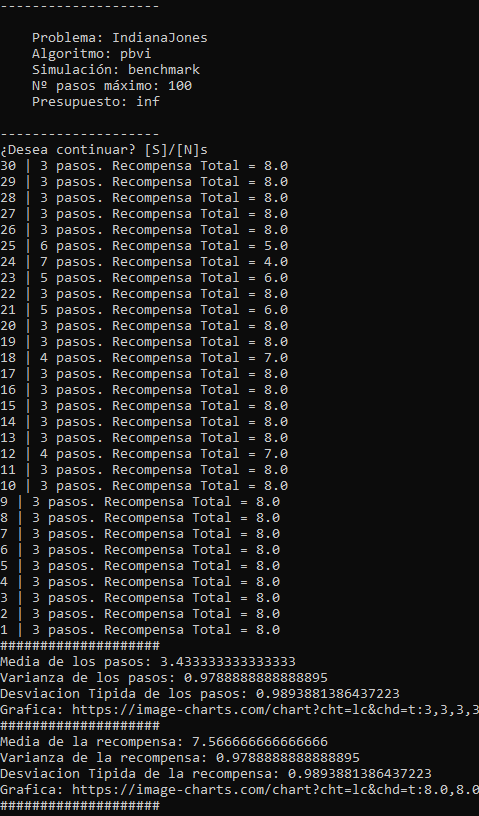 --------------------
Problema: IndianaJones
Algoritmo: pbvi
Simulación: benchmark
Nº pasos máximo: 100
Presupuesto: inf
--------------------
¿Desea continuar? [S]/[N]s
30 | 3 pasos. Recompensa Total = 8.0
29 | 3 pasos. Recompensa Total = 8.0
28 | 3 pasos. Recompensa Total = 8.0
27 | 3 pasos. Recompensa Total = 8.0
26 | 3 pasos. Recompensa Total = 8.0
25 | 6 pasos. Recompensa Total = 5.0
24 | 7 pasos. Recompensa Total = 4.0
23 | 5 pasos. Recompensa Total = 6.0
22 | 3 pasos. Recompensa Total = 8.0
21 | 5 pasos. Recompensa Total = 6.0
20 | 3 pasos. Recompensa Total = 8.0
19 | 3 pasos. Recompensa Total = 8.0
18 | 4 pasos. Recompensa Total = 7.0
17 | 3 pasos. Recompensa Total = 8.0
16 | 3 pasos. Recompensa Total = 8.0
15 | 3 pasos. Recompensa Total = 8.0
14 | 3 pasos. Recompensa Total = 8.0
13 | 3 pasos. Recompensa Total = 8.0
12 | 4 pasos. Recompensa Total = 7.0
11 | 3 pasos. Recompensa Total = 8.0
10 | 3 pasos. Recompensa Total = 8.0
9 | 3 pasos. Recompensa Total = 8.0
8 | 3 pasos. Recompensa Total = 8.0
7 | 3 pasos. Recompensa Total = 8.0
6 | 3 pasos. Recompensa Total = 8.0
5 | 3 pasos. Recompensa Total = 8.0
4 | 3 pasos. Recompensa Total = 8.0
3 | 3 pasos. Recompensa Total = 8.0
2 | 3 pasos. Recompensa Total = 8.0
1 | 3 pasos. Recompensa Total = 8.0
####################
Media de los pasos: 3.433333333333333
Varianza de los pasos: 0.9788888888888895
Desviacion Tipida de los pasos: 0.9893881386437223
Grafica: https://image-charts.com/chart?cht=lc&chd=t:3,3,3,3
####################
Media de la recompensa: 7.566666666666666
Varianza de la recompensa: 0.9788888888888895
Desviacion Tipida de la recompensa: 0.9893881386437223
Grafica: https://image-charts.com/chart?cht=lc&chd=t:8.0,8.0
####################